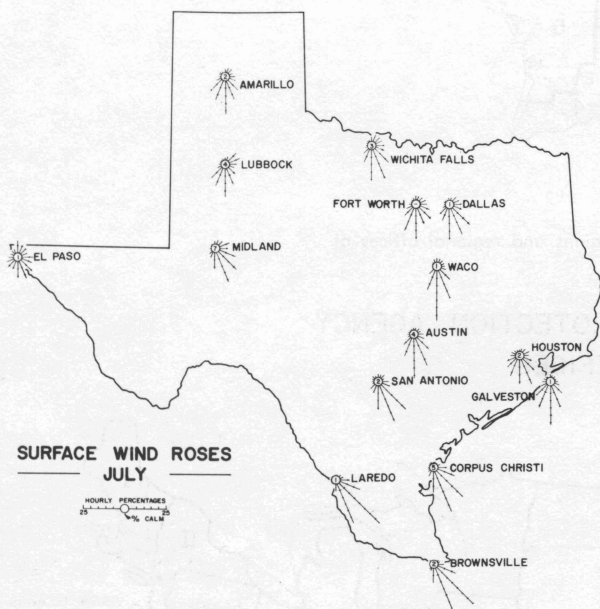 AMARILLO
LUBBOCK
WICHITA FALLS
FORT WORTH
DALLAS
EL PASO
MIDLAND
WACO
AUSTIN
HOUSTON
SAN ANTONIO
GALVESTON
SURFACE WIND ROSES
JULY
HOURLY PERCENTAGES
25 25
% CALM
LAREDO
CORPUS CHRISTI
BROWNSVILLE